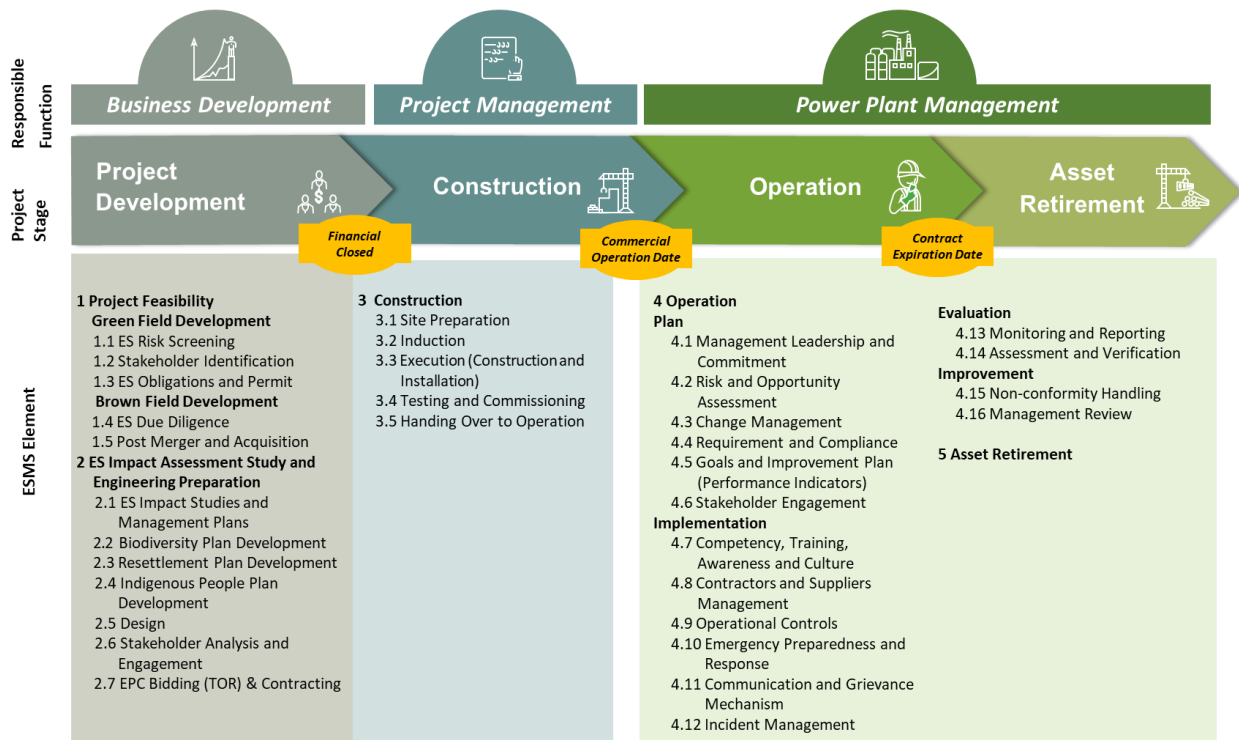 Responsible
Function
Business Development
Project Management
Power Plant Management
Project
Stage
Project
Development
Construction
Operation
Asset
Retirement
Financial
Closed
Commercial
Operation Date
Contract
Expiration Date
ESMS Element
1 Project Feasibility
Green Field Development
1.1 ES Risk Screening
1.2 Stakeholder Identification
1.3 ES Obligations and Permit
Brown Field Development
1.4 ES Due Diligence
1.5 Post Merger and Acquisition
2 ES Impact Assessment Study and
Engineering Preparation
2.1 ES Impact Studies and
Management Plans
2.2 Biodiversity Plan Development
2.3 Resettlement Plan Development
2.4 Indigenous People Plan
Development
2.5 Design
2.6 Stakeholder Analysis and
Engagement
2.7 EPC Bidding (TOR) & Contracting
3 Construction
3.1 Site Preparation
3.2 Induction
3.3 Execution (Construction and
Installation)
3.4 Testing and Commissioning
3.5 Handing Over to Operation
4 Operation
Plan
4.1 Management Leadership and
Commitment
4.2 Risk and Opportunity
Assessment
4.3 Change Management
4.4 Requirement and Compliance
4.5 Goals and Improvement Plan
(Performance Indicators)
4.6 Stakeholder Engagement
Implementation
4.7 Competency, Training,
Awareness and Culture
4.8 Contractors and Suppliers
Management
4.9 Operational Controls
4.10 Emergency Preparedness and
Response
4.11 Communication and Grievance
Mechanism
4.12 Incident Management
Evaluation
4.13 Monitoring and Reporting
4.14 Assessment and Verification
Improvement
4.15 Non-conformity Handling
4.16 Management Review
5 Asset Retirement